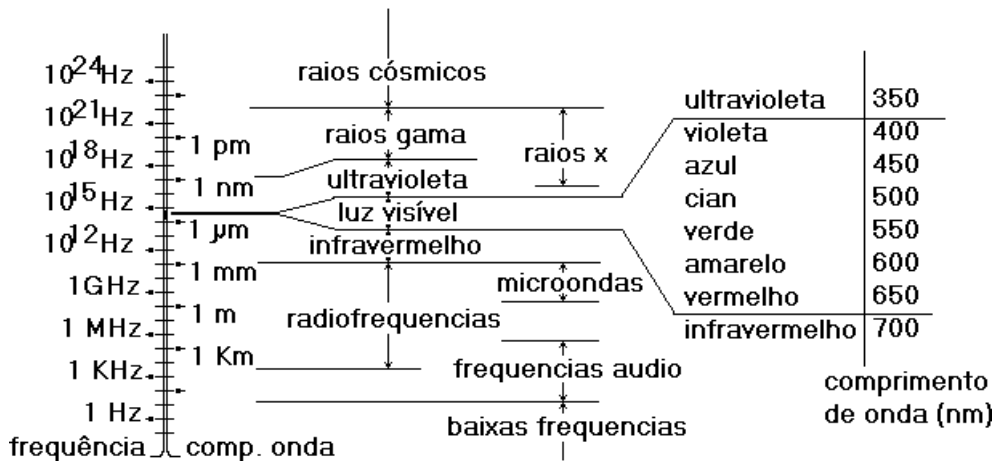 10²⁴Hz
10²¹Hz
10¹⁸Hz
10¹⁵Hz
10¹²Hz
1GHz
1 MHz
1 KHz
1 Hz
frequência
1 pm
1 nm
1 µm
1 mm
1 m
1 Km
comp. onda
raios cósmicos
raios gama
raios x
ultravioleta
luz visível
infravermelho
microondas
radiofrequencias
frequencias audio
baixas frequencias
ultravioleta 350
violeta 400
azul 450
cian 500
verde 550
amarelo 600
vermelho 650
infravermelho 700
comprimento
de onda (nm)